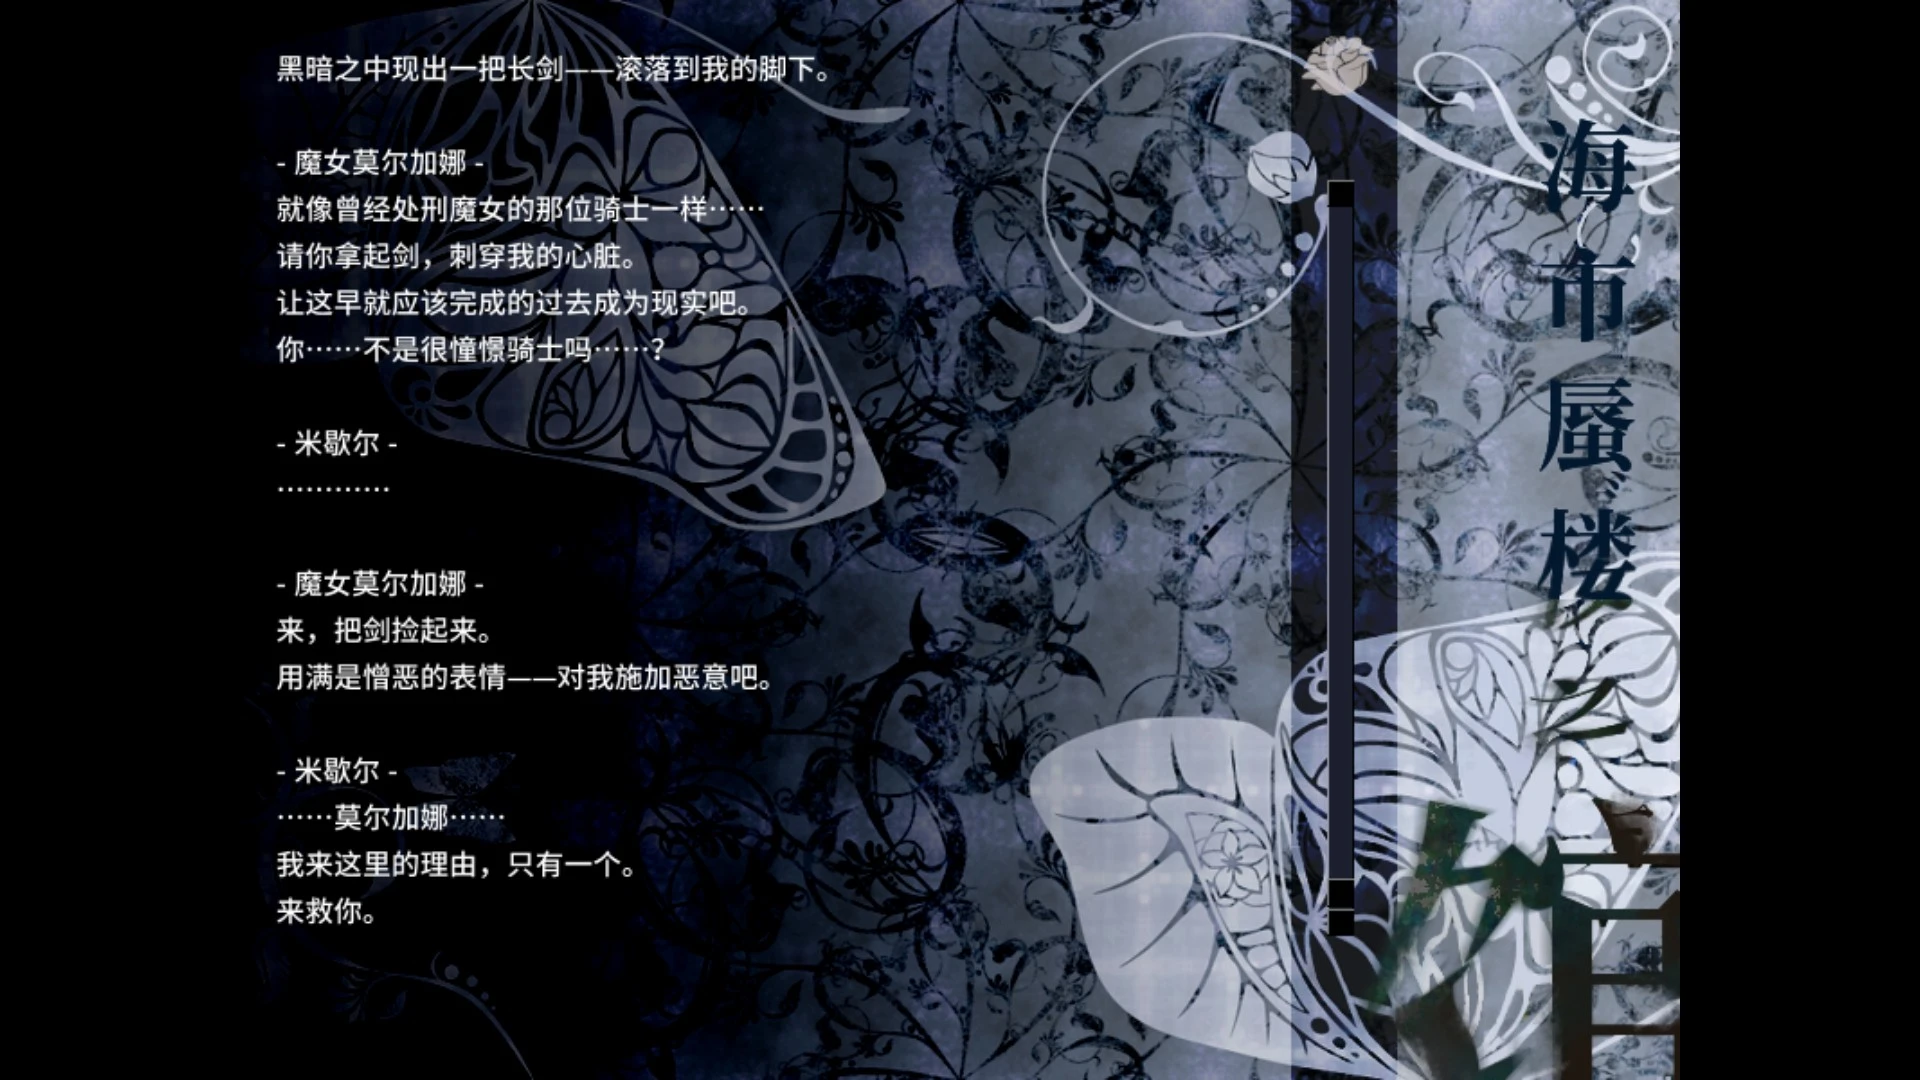 黑暗之中现出一把长剑——滚落到我的脚下。
- 魔女莫尔加娜 -
就像曾经处刑魔女的那位骑士一样……
请你拿起剑，刺穿我的心脏。
让这早就应该完成的过去成为现实吧。
你……不是很憧憬骑士吗……？
- 米歇尔 -
…………
- 魔女莫尔加娜 -
来，把剑捡起来。
用满是憎恶的表情——对我施加恶意吧。
- 米歇尔 -
……莫尔加娜……
我来这里的理由，只有一个。
来救你。
海市蜃楼之馆